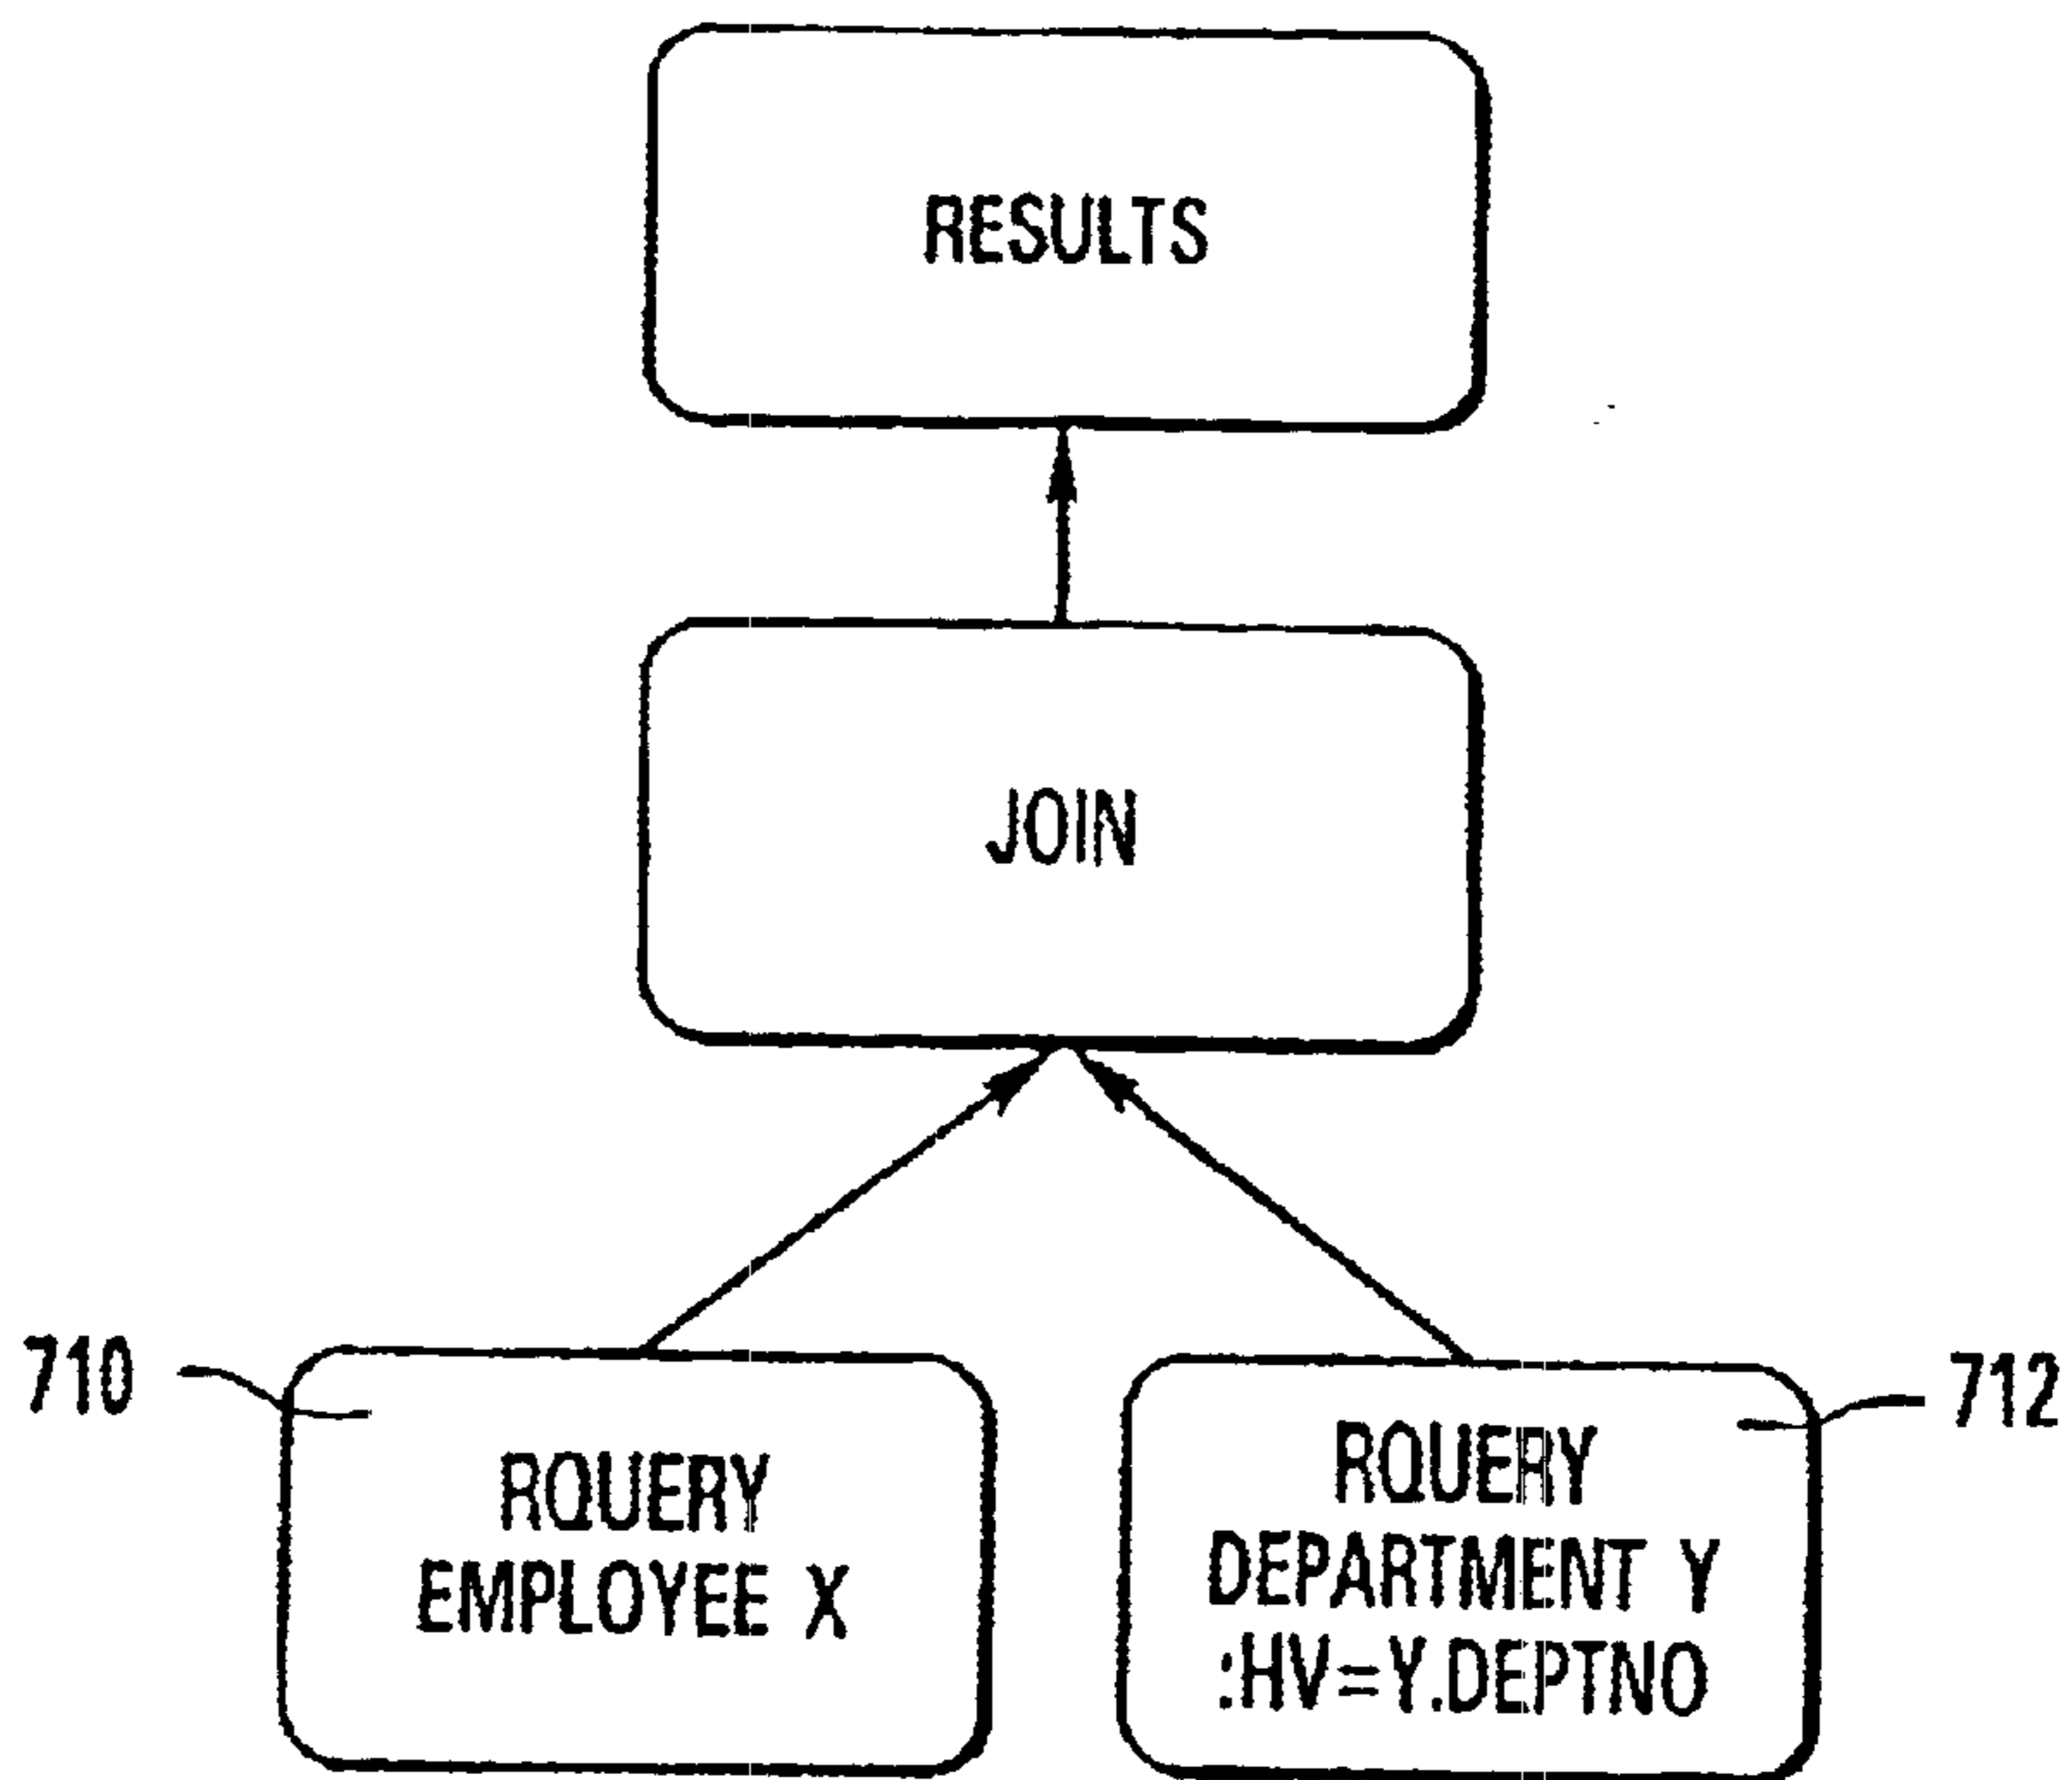 RESULTS
JOIN
710
712
RQUERY
EMPLOYEE X
RQUERY
DEPARTMENT Y
:HV=Y.DEPTNO